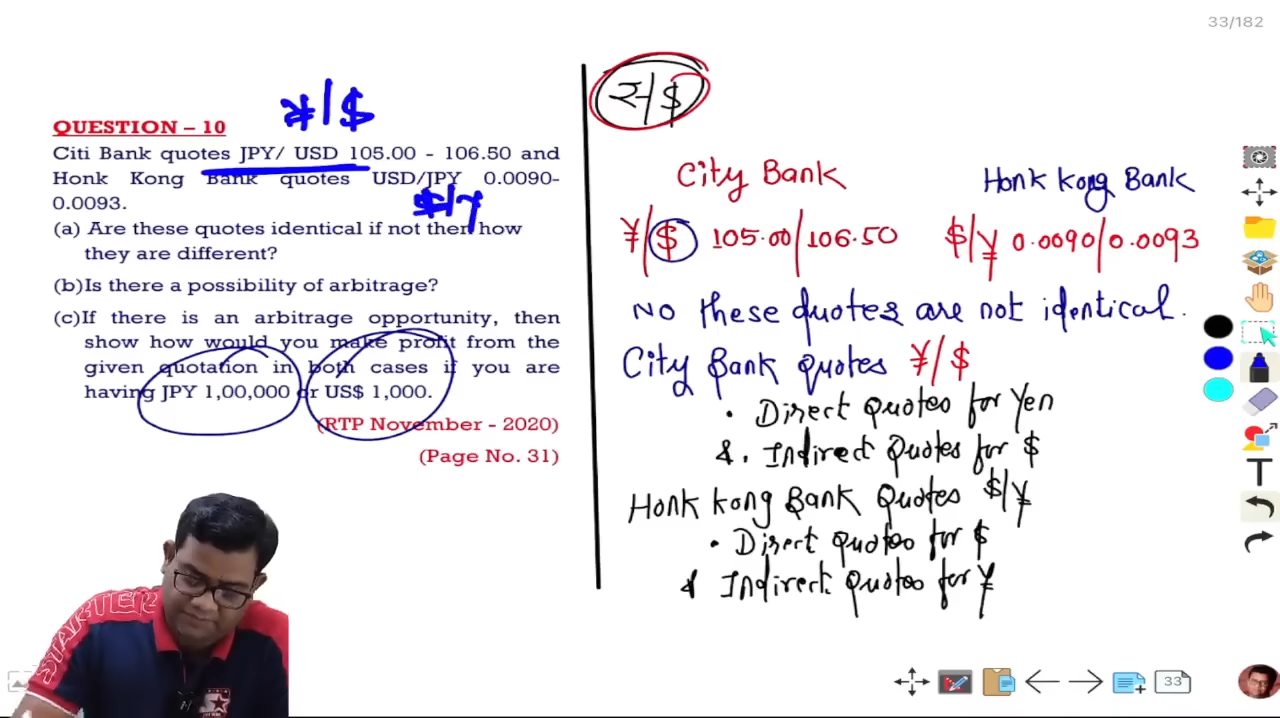 33/182
¥/$
QUESTION – 10
Citi Bank quotes JPY/ USD 105.00 - 106.50 and
Honk Kong Bank quotes USD/JPY 0.0090-
0.0093.
$/¥
(a) Are these quotes identical if not then how
they are different?
(b)Is there a possibility of arbitrage?
(c)If there is an arbitrage opportunity, then
show how would you make profit from the
given quotation in both cases if you are
having JPY 1,00,000 or US$ 1,000.
(RTP November - 2020)
(Page No. 31)
₹/$
City Bank
Honk Kong Bank
¥/$ 105.00/106.50
$/¥ 0.0090/0.0093
No these quotes are not identical.
City Bank quotes ¥/$
• Direct Quotes for Yen
&. Indirect Quotes for $
Honk Kong Bank Quotes $/¥
• Direct quotes for $
& Indirect Quotes for ¥
STARTER
STAR
T
33